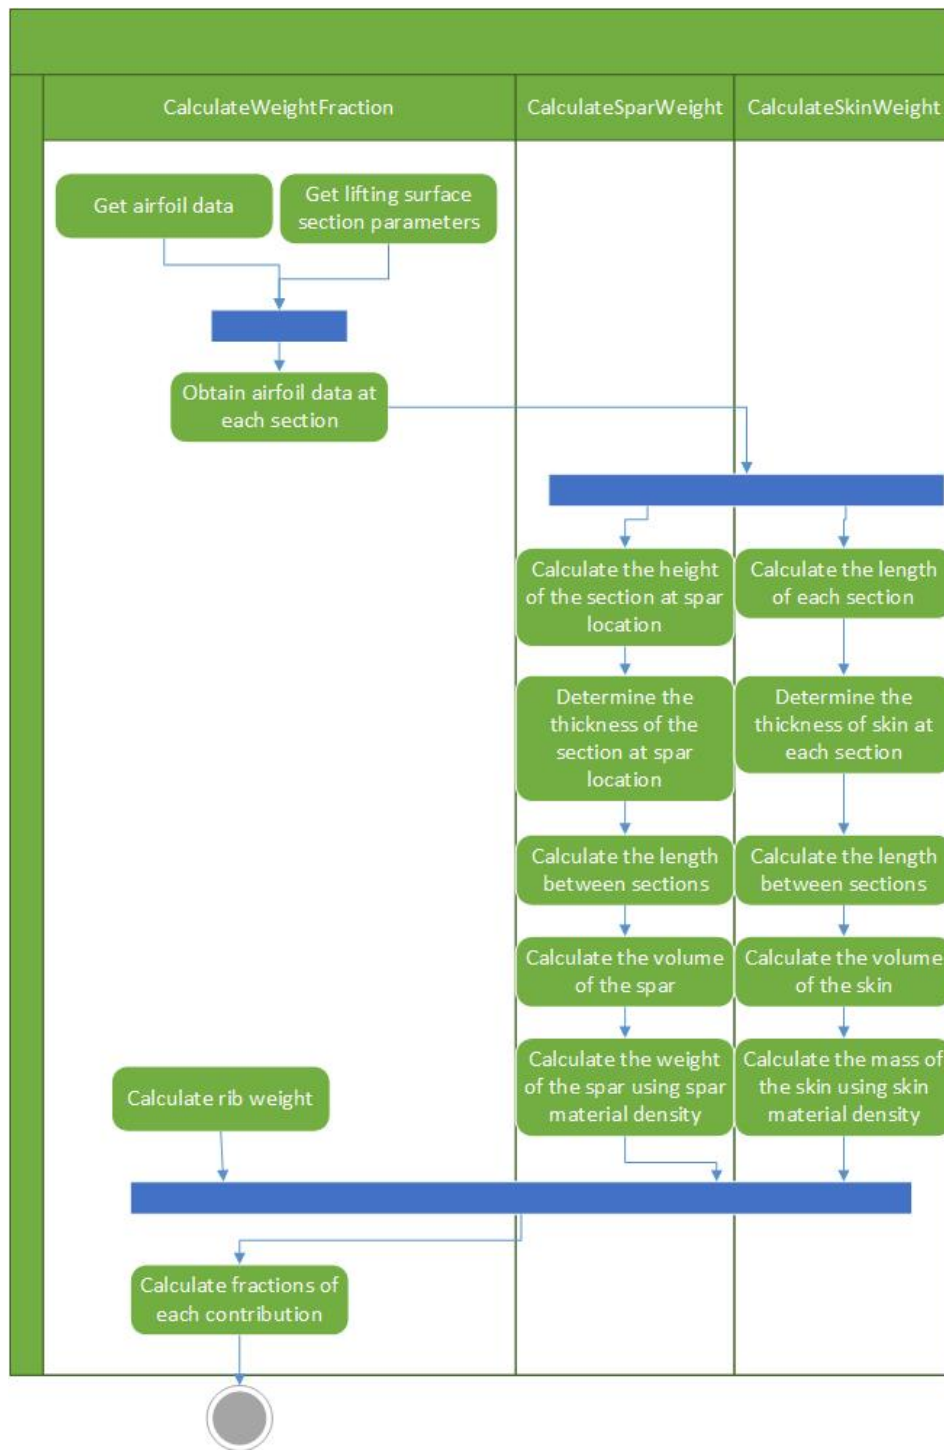 CalculateWeightFraction
CalculateSparWeight
CalculateSkinWeight
Get airfoil data
Get lifting surface
section parameters
Obtain airfoil data at
each section
Calculate the height
of the section at spar
location
Calculate the length
of each section
Determine the
thickness of the
section at spar
location
Determine the
thickness of skin at
each section
Calculate the length
between sections
Calculate the length
between sections
Calculate the volume
of the spar
Calculate the volume
of the skin
Calculate rib weight
Calculate the weight
of the spar using spar
material density
Calculate the mass of
the skin using skin
material density
Calculate fractions of
each contribution